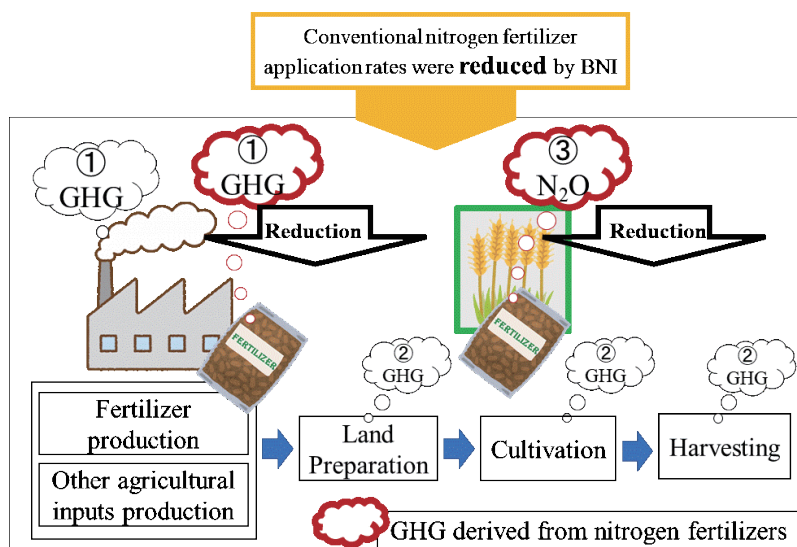 Conventional nitrogen fertilizer
application rates were reduced by BNI
①
GHG
①
GHG
③
N₂O
Reduction
Reduction
FERTILIZER
FERTILIZER
②
GHG
②
GHG
②
GHG
Fertilizer
production
Other agricultural
inputs production
Land
Preparation
Cultivation
Harvesting
GHG derived from nitrogen fertilizers